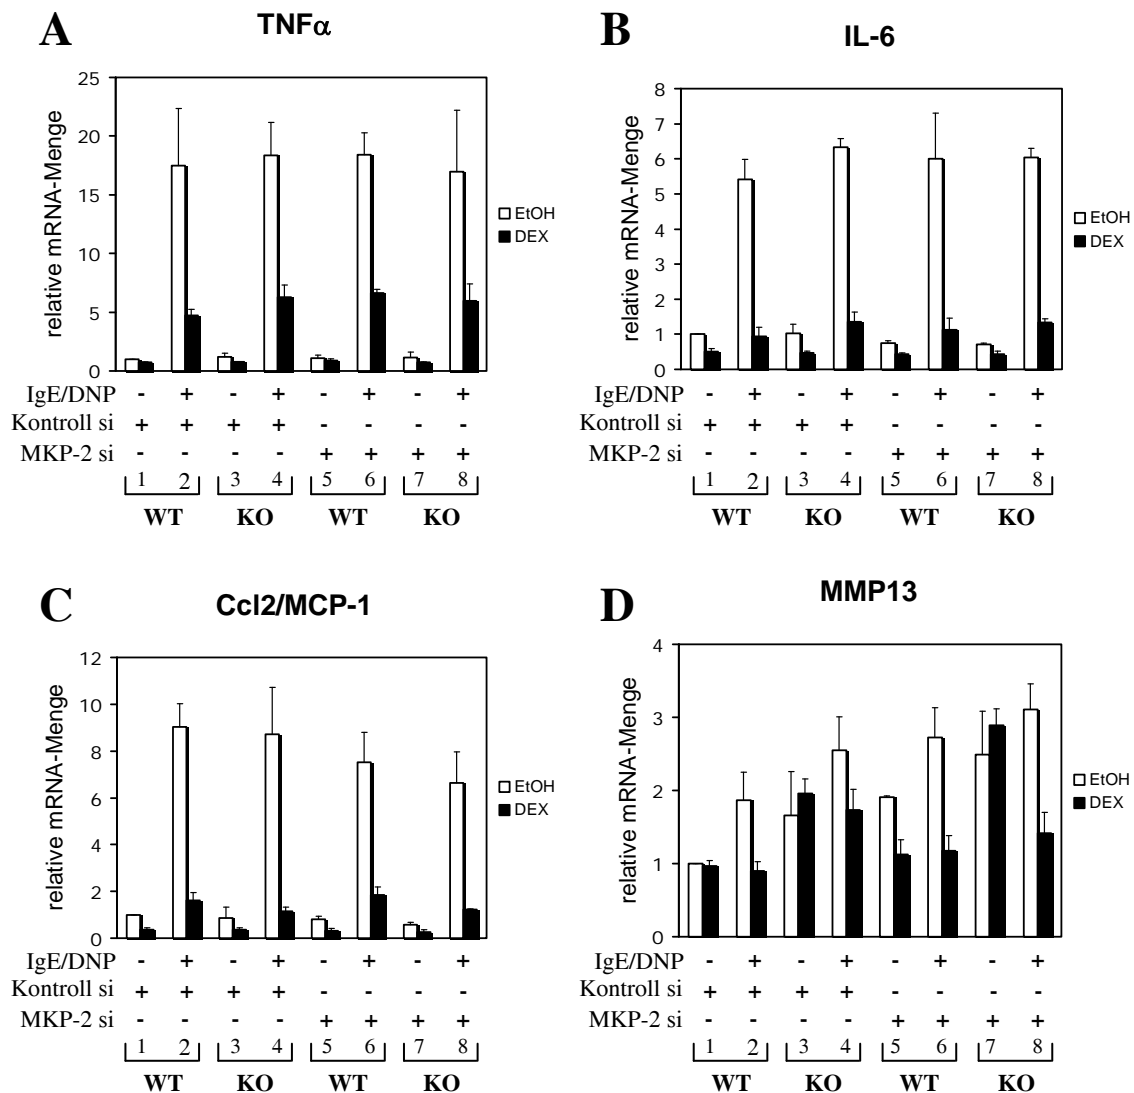 A
TNFα
relative mRNA-Menge
25
20
15
10
5
0
EtOH
DEX
IgE/DNP - + - + - + - +
Kontroll si + + + + - - - -
MKP-2 si - - - - + + + +
1 2 3 4 5 6 7 8
WT KO WT KO
B
IL-6
relative mRNA-Menge
8
7
6
5
4
3
2
1
0
EtOH
DEX
IgE/DNP - + - + - + - +
Kontroll si + + + + - - - -
MKP-2 si - - - - + + + +
1 2 3 4 5 6 7 8
WT KO WT KO
C
Ccl2/MCP-1
relative mRNA-Menge
12
10
8
6
4
2
0
EtOH
DEX
IgE/DNP - + - + - + - +
Kontroll si + + + + - - - -
MKP-2 si - - - - + + + +
1 2 3 4 5 6 7 8
WT KO WT KO
D
MMP13
relative mRNA-Menge
4
3
2
1
0
EtOH
DEX
IgE/DNP - + - + - + - +
Kontroll si + + + + - - - -
MKP-2 si - - - - + + + +
1 2 3 4 5 6 7 8
WT KO WT KO